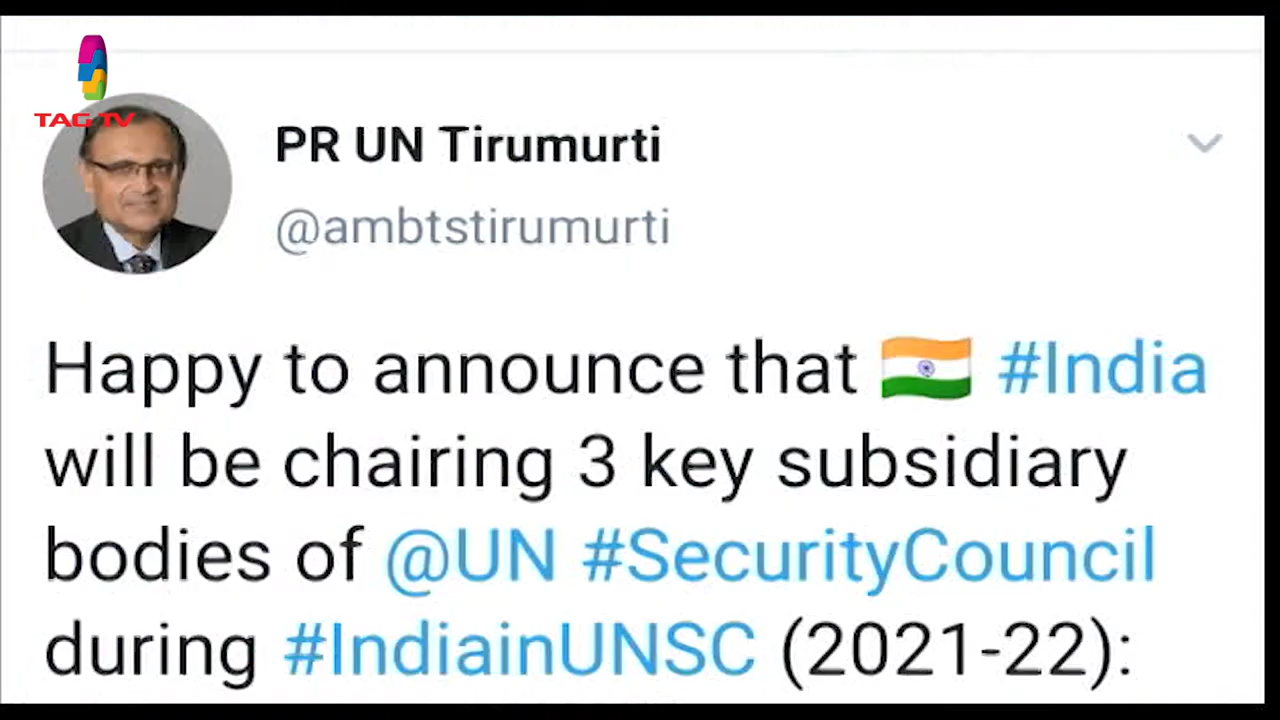 TAG TV
PR UN Tirumurti
@ambtstirumurti
Happy to announce that 🇮🇳 #India
will be chairing 3 key subsidiary
bodies of @UN #SecurityCouncil
during #IndiainUNSC (2021-22):